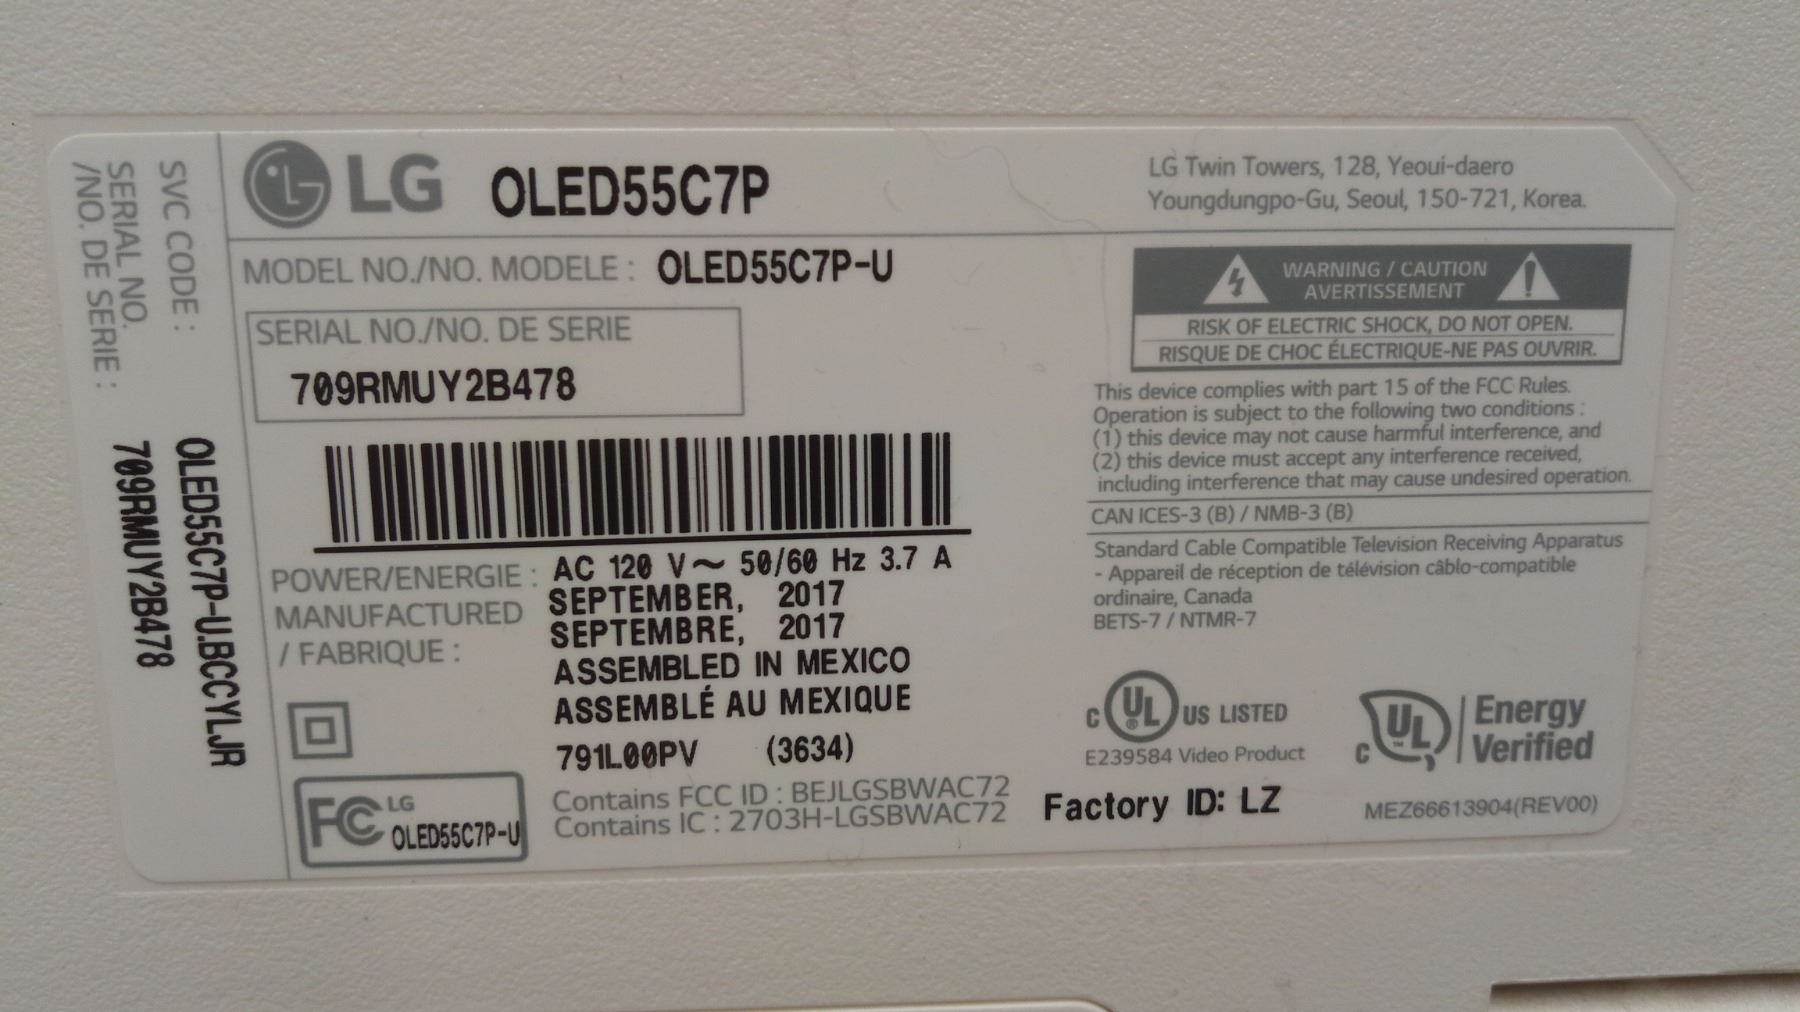 SVC CODE : OLED55C7P-U.BCCYLJR
SERIAL NO.
/NO. DE SERIE : 709RMUY2B478
LG OLED55C7P
LG Twin Towers, 128, Yeoui-daero
Youngdungpo-Gu, Seoul, 150-721, Korea.
MODEL NO./NO. MODELE : OLED55C7P-U
SERIAL NO./NO. DE SERIE
709RMUY2B478
POWER/ENERGIE : AC 120 V~ 50/60 Hz 3.7 A
MANUFACTURED SEPTEMBER, 2017
/ FABRIQUE : SEPTEMBRE, 2017
ASSEMBLED IN MEXICO
ASSEMBLÉ AU MEXIQUE
791L00PV (3634)
FC LG
OLED55C7P-U
Contains FCC ID : BEJLGSBWAC72
Contains IC : 2703H-LGSBWAC72
WARNING / CAUTION
AVERTISSEMENT
RISK OF ELECTRIC SHOCK, DO NOT OPEN.
RISQUE DE CHOC ÉLECTRIQUE-NE PAS OUVRIR.
This device complies with part 15 of the FCC Rules.
Operation is subject to the following two conditions :
(1) this device may not cause harmful interference, and
(2) this device must accept any interference received,
including interference that may cause undesired operation.
CAN ICES-3 (B) / NMB-3 (B)
Standard Cable Compatible Television Receiving Apparatus
- Appareil de réception de télévision câblo-compatible
ordinaire, Canada
BETS-7 / NTMR-7
C UL ® US LISTED
E239584 Video Product
C UL ™ Energy
Verified
Factory ID: LZ
MEZ66613904(REV00)